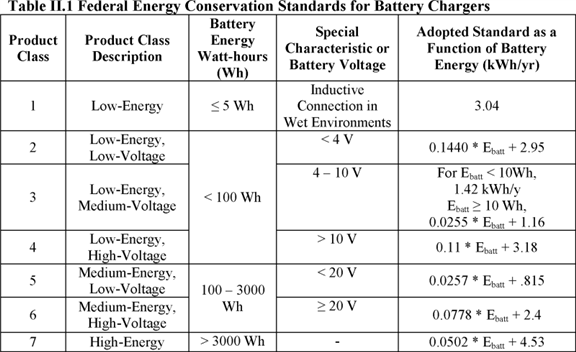 Table II.1 Federal Energy Conservation Standards for Battery Chargers
Product Class
Product Class Description
Battery Energy Watt-hours (Wh)
Special Characteristic or Battery Voltage
Adopted Standard as a Function of Battery Energy (kWh/yr)
1
Low-Energy
≤ 5 Wh
Inductive Connection in Wet Environments
3.04
2
Low-Energy, Low-Voltage
< 100 Wh
< 4 V
0.1440 * Ebatt + 2.95
3
Low-Energy, Medium-Voltage
4 – 10 V
For Ebatt < 10Wh,
1.42 kWh/y
Ebatt ≥ 10 Wh,
0.0255 * Ebatt + 1.16
4
Low-Energy, High-Voltage
> 10 V
0.11 * Ebatt + 3.18
5
Medium-Energy, Low-Voltage
100 – 3000 Wh
< 20 V
0.0257 * Ebatt + .815
6
Medium-Energy, High-Voltage
≥ 20 V
0.0778 * Ebatt + 2.4
7
High-Energy
> 3000 Wh
-
0.0502 * Ebatt + 4.53